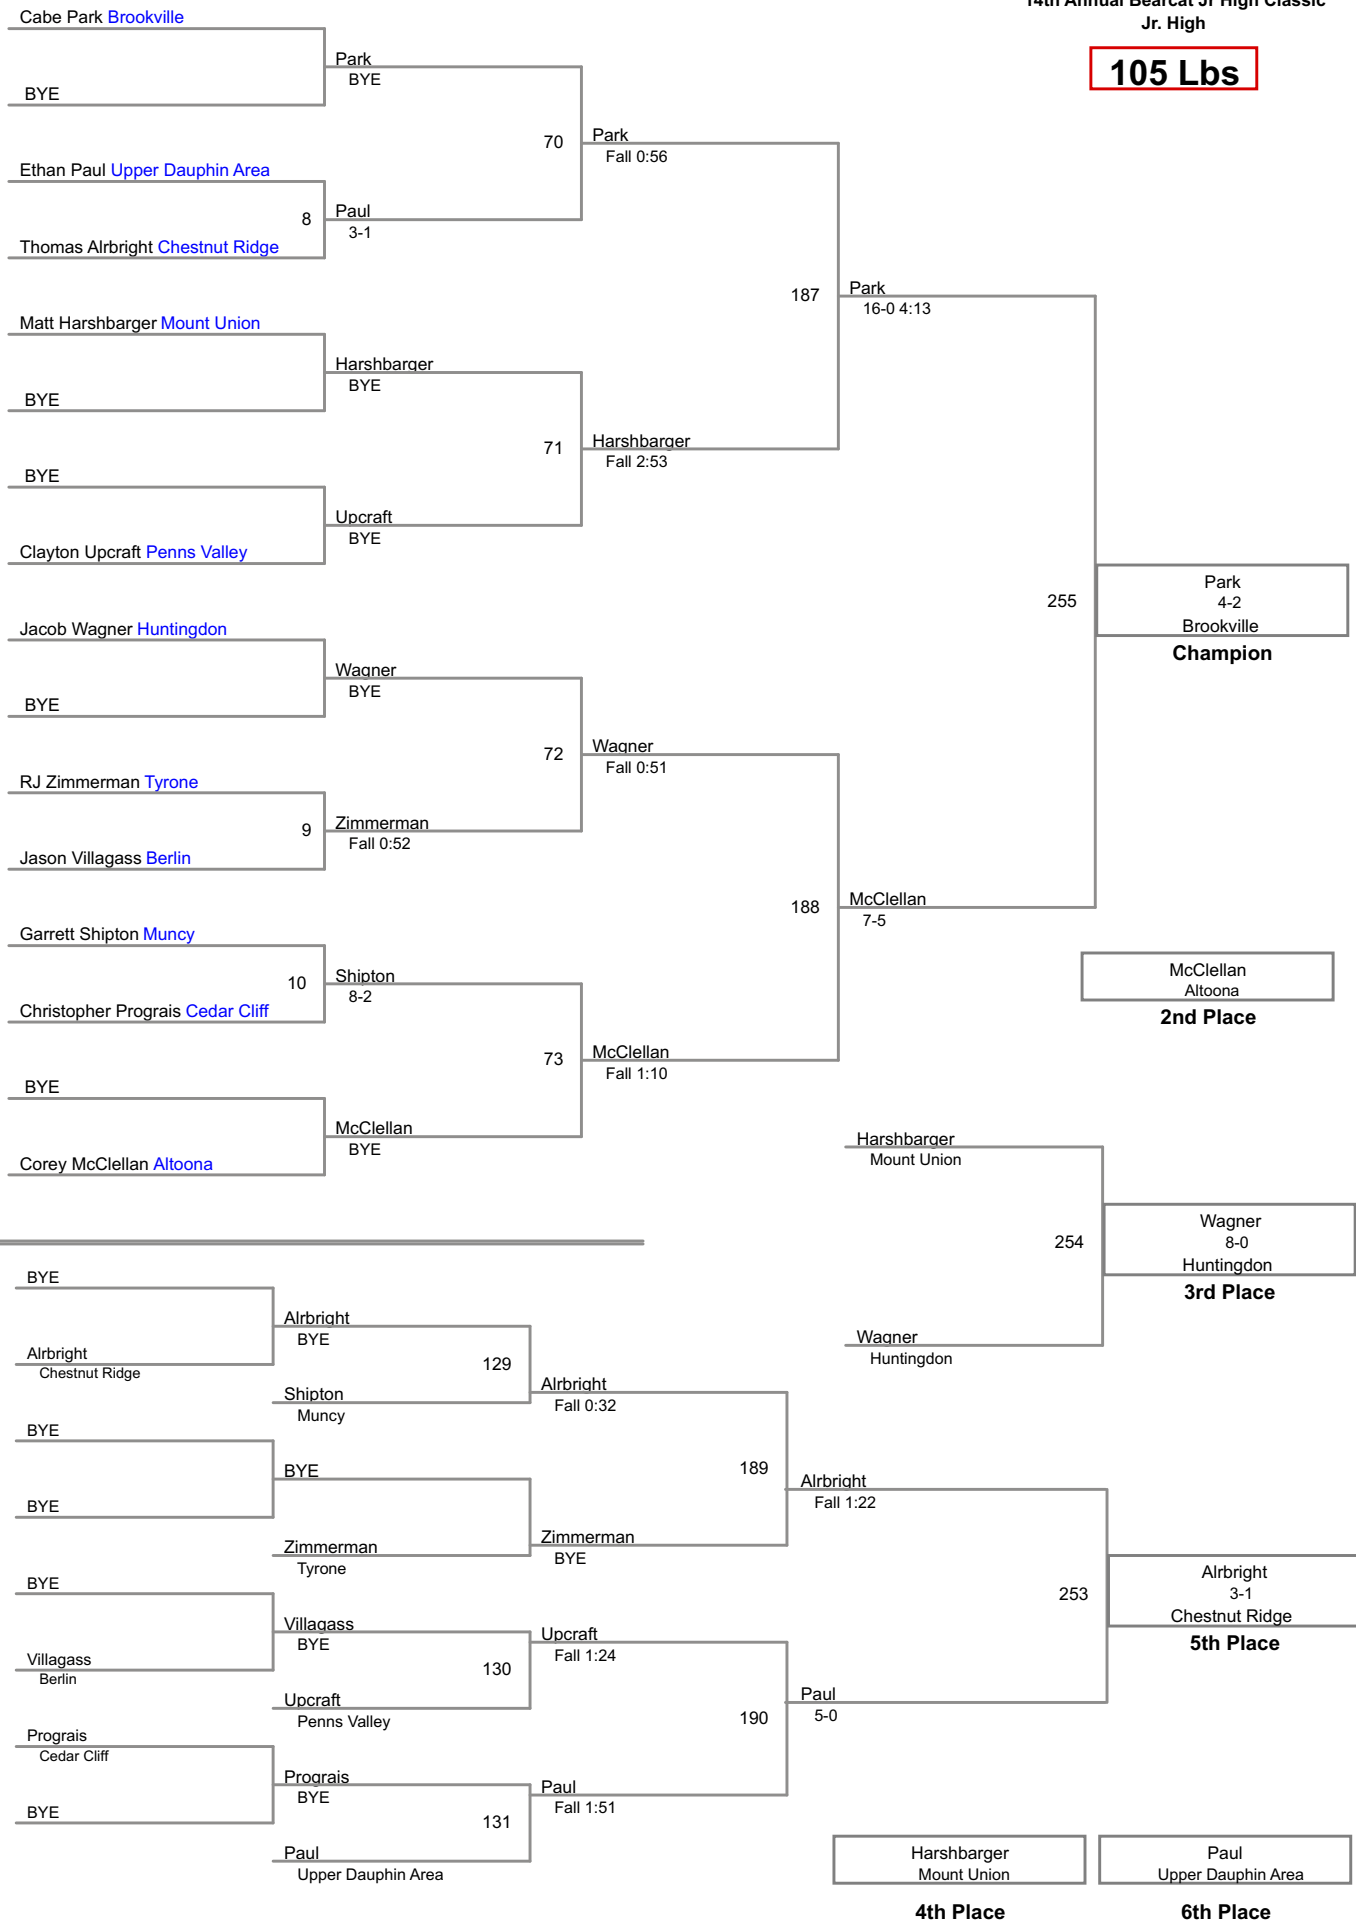 14th Annual Bearcat Jr High Classic
Jr. High
105 Lbs
Cabe Park Brookville
BYE
Park
BYE
Ethan Paul Upper Dauphin Area
Thomas Alrbright Chestnut Ridge
8
Paul
3-1
70
Park
Fall 0:56
Matt Harshbarger Mount Union
BYE
Harshbarger
BYE
BYE
Clayton Upcraft Penns Valley
Upcraft
BYE
71
Harshbarger
Fall 2:53
187
Park
16-0 4:13
Jacob Wagner Huntingdon
BYE
Wagner
BYE
RJ Zimmerman Tyrone
Jason Villagass Berlin
9
Zimmerman
Fall 0:52
72
Wagner
Fall 0:51
Garrett Shipton Muncy
Christopher Prograis Cedar Cliff
10
Shipton
8-2
BYE
Corey McClellan Altoona
McClellan
BYE
73
McClellan
Fall 1:10
188
McClellan
7-5
255
Park
4-2
Brookville
Champion
McClellan
Altoona
2nd Place
Harshbarger
Mount Union
Wagner
Huntingdon
254
Wagner
8-0
Huntingdon
3rd Place
BYE
Alrbright
Chestnut Ridge
Alrbright
BYE
Shipton
Muncy
129
Alrbright
Fall 0:32
BYE
BYE
BYE
Zimmerman
Tyrone
Zimmerman
BYE
189
Alrbright
Fall 1:22
BYE
Villagass
Berlin
Villagass
BYE
Upcraft
Penns Valley
130
Upcraft
Fall 1:24
Prograis
Cedar Cliff
BYE
Prograis
BYE
Paul
Upper Dauphin Area
131
Paul
Fall 1:51
190
Paul
5-0
253
Alrbright
3-1
Chestnut Ridge
5th Place
Harshbarger
Mount Union
4th Place
Paul
Upper Dauphin Area
6th Place